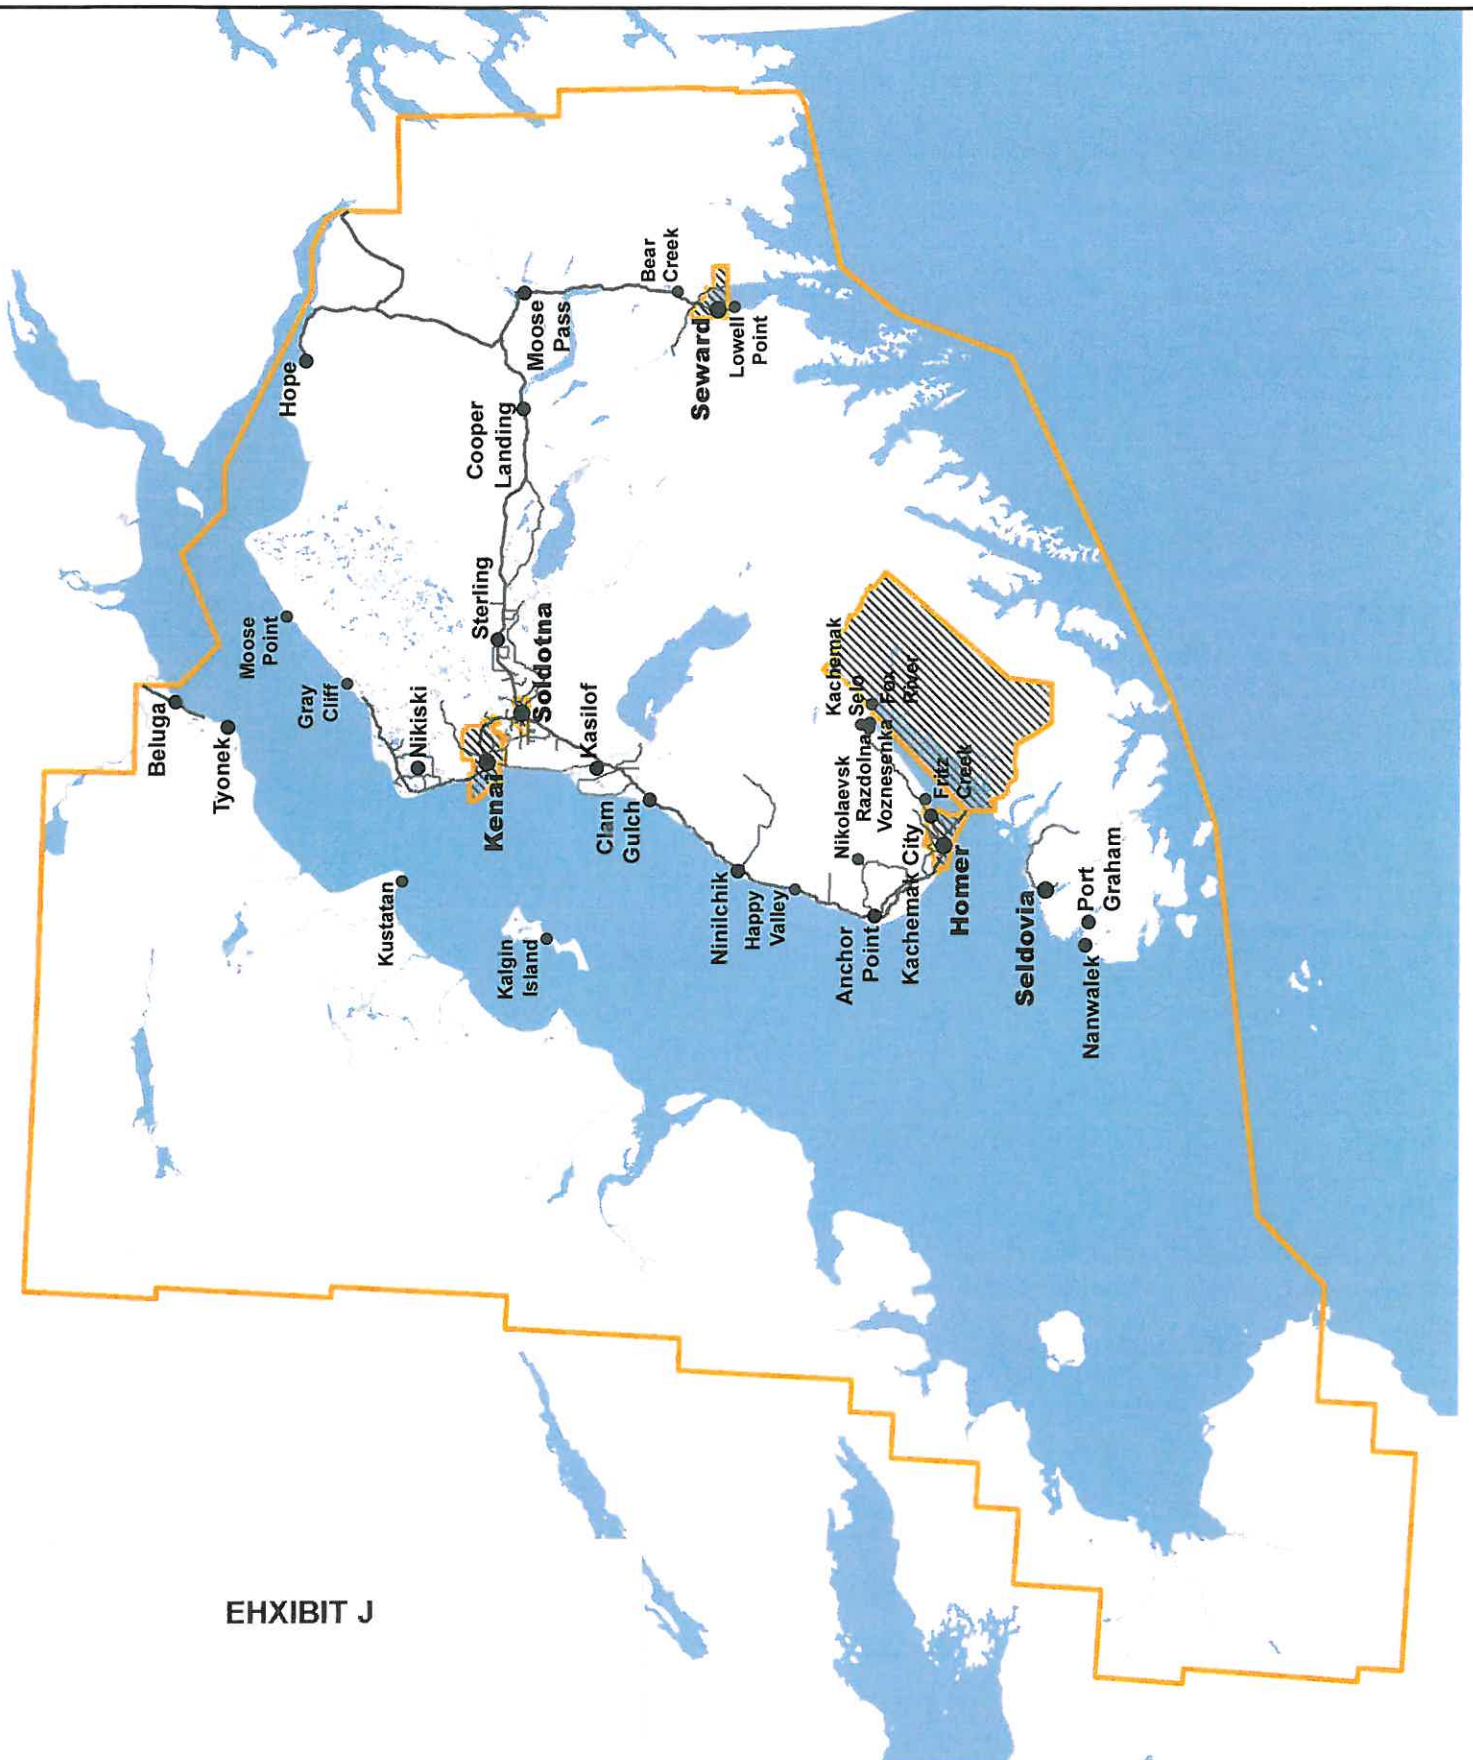 Hope
Beluga
Tyonek
Moose
Point
Gray
Cliff
Nikiski
Kustatan
Kalgin
Island
Kenai
Soldotna
Sterling
Cooper
Landing
Moose
Pass
Bear
Creek
Seward
Lowell
Point
Kasilof
Clam
Gulch
Ninilchik
Happy
Valley
Anchor
Point
Nikolaevsk
Razdolna
Voznesenka
Kachemak
Selo
Fox
River
Fritz
Creek
Kachemak City
Homer
Seldovia
Port
Graham
Nanwalek
EHXIBIT J